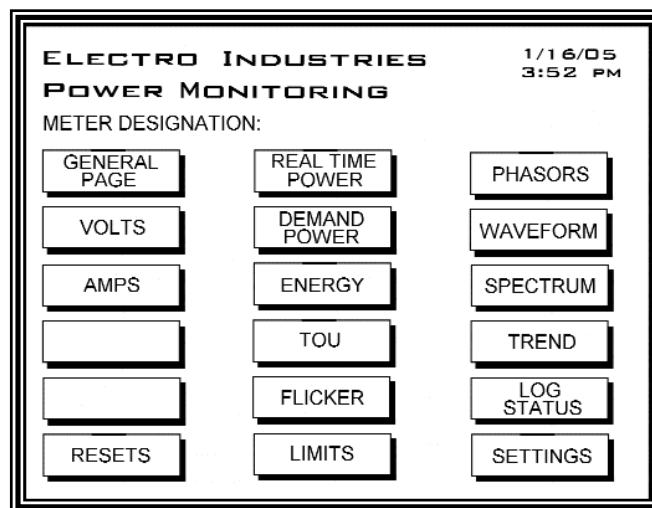 ELECTRO INDUSTRIES
POWER MONITORING
1/16/05
3:52 PM
METER DESIGNATION:
GENERAL
PAGE
REAL TIME
POWER
PHASORS
VOLTS
DEMAND
POWER
WAVEFORM
AMPS
ENERGY
SPECTRUM
TOU
TREND
FLICKER
LOG
STATUS
RESETS
LIMITS
SETTINGS